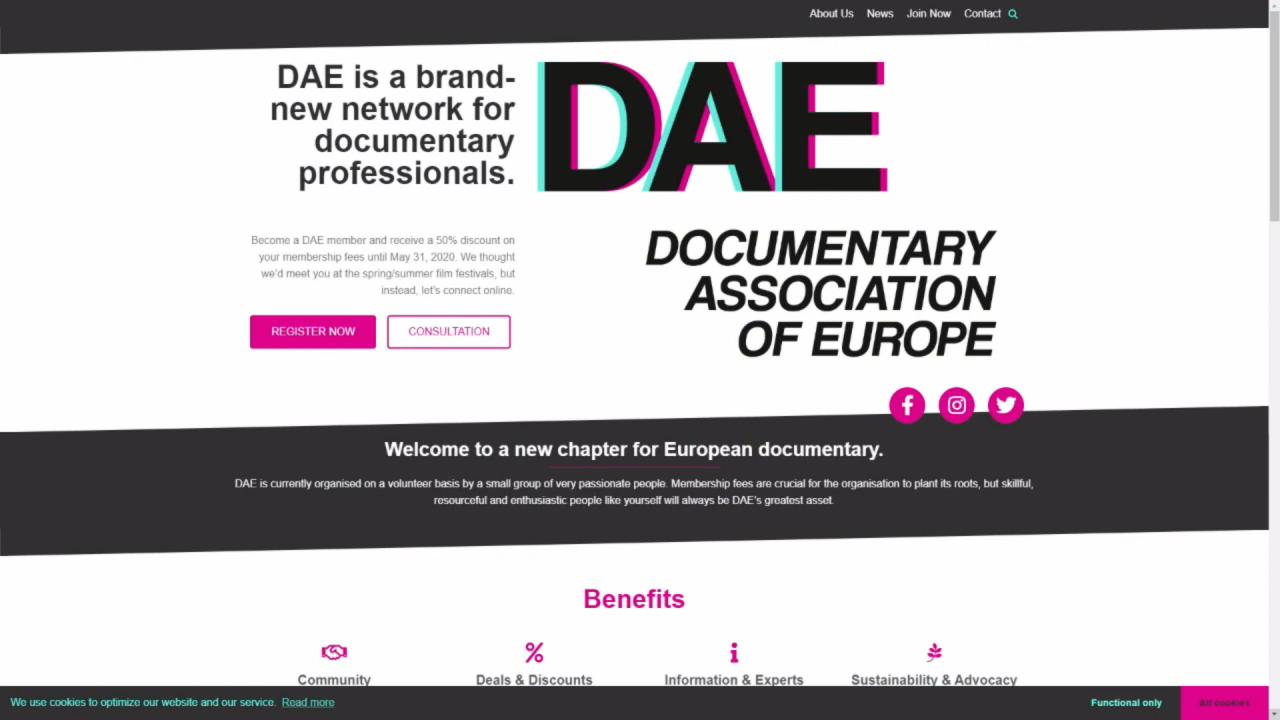 About Us News Join Now Contact
DAE is a brand-
new network for
documentary
professionals.
DAE
Become a DAE member and receive a 50% discount on
your membership fees until May 31, 2020. We thought
we'd meet you at the spring/summer film festivals, but
instead, let's connect online.
REGISTER NOW CONSULTATION
DOCUMENTARY
ASSOCIATION
OF EUROPE
Welcome to a new chapter for European documentary.
DAE is currently organised on a volunteer basis by a small group of very passionate people. Membership fees are crucial for the organisation to plant its roots, but skillful,
resourceful and enthusiastic people like yourself will always be DAE's greatest asset.
Benefits
Community Deals & Discounts Information & Experts Sustainability & Advocacy
We use cookies to optimize our website and our service. Read more Functional only All cookies